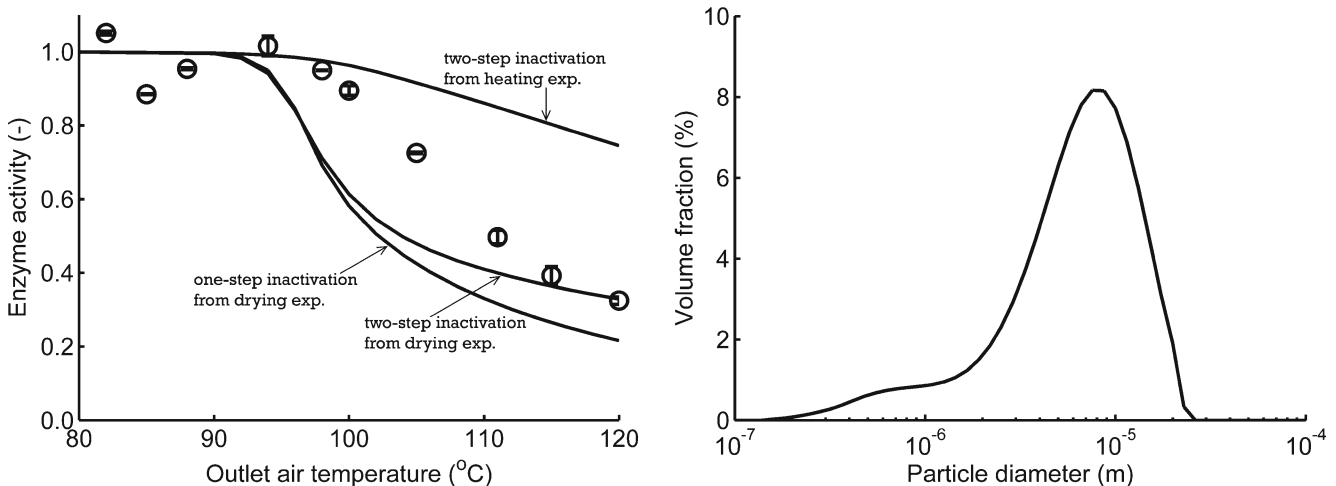 1.0
0.8
0.6
0.4
0.2
0.0
Enzyme activity (-)
two-step inactivation
from heating exp.
one-step inactivation
from drying exp.
two-step inactivation
from drying exp.
80 90 100 110 120
Outlet air temperature (oC)
10
8
6
4
2
0
Volume fraction (%)
10-7 10-6 10-5 10-4
Particle diameter (m)